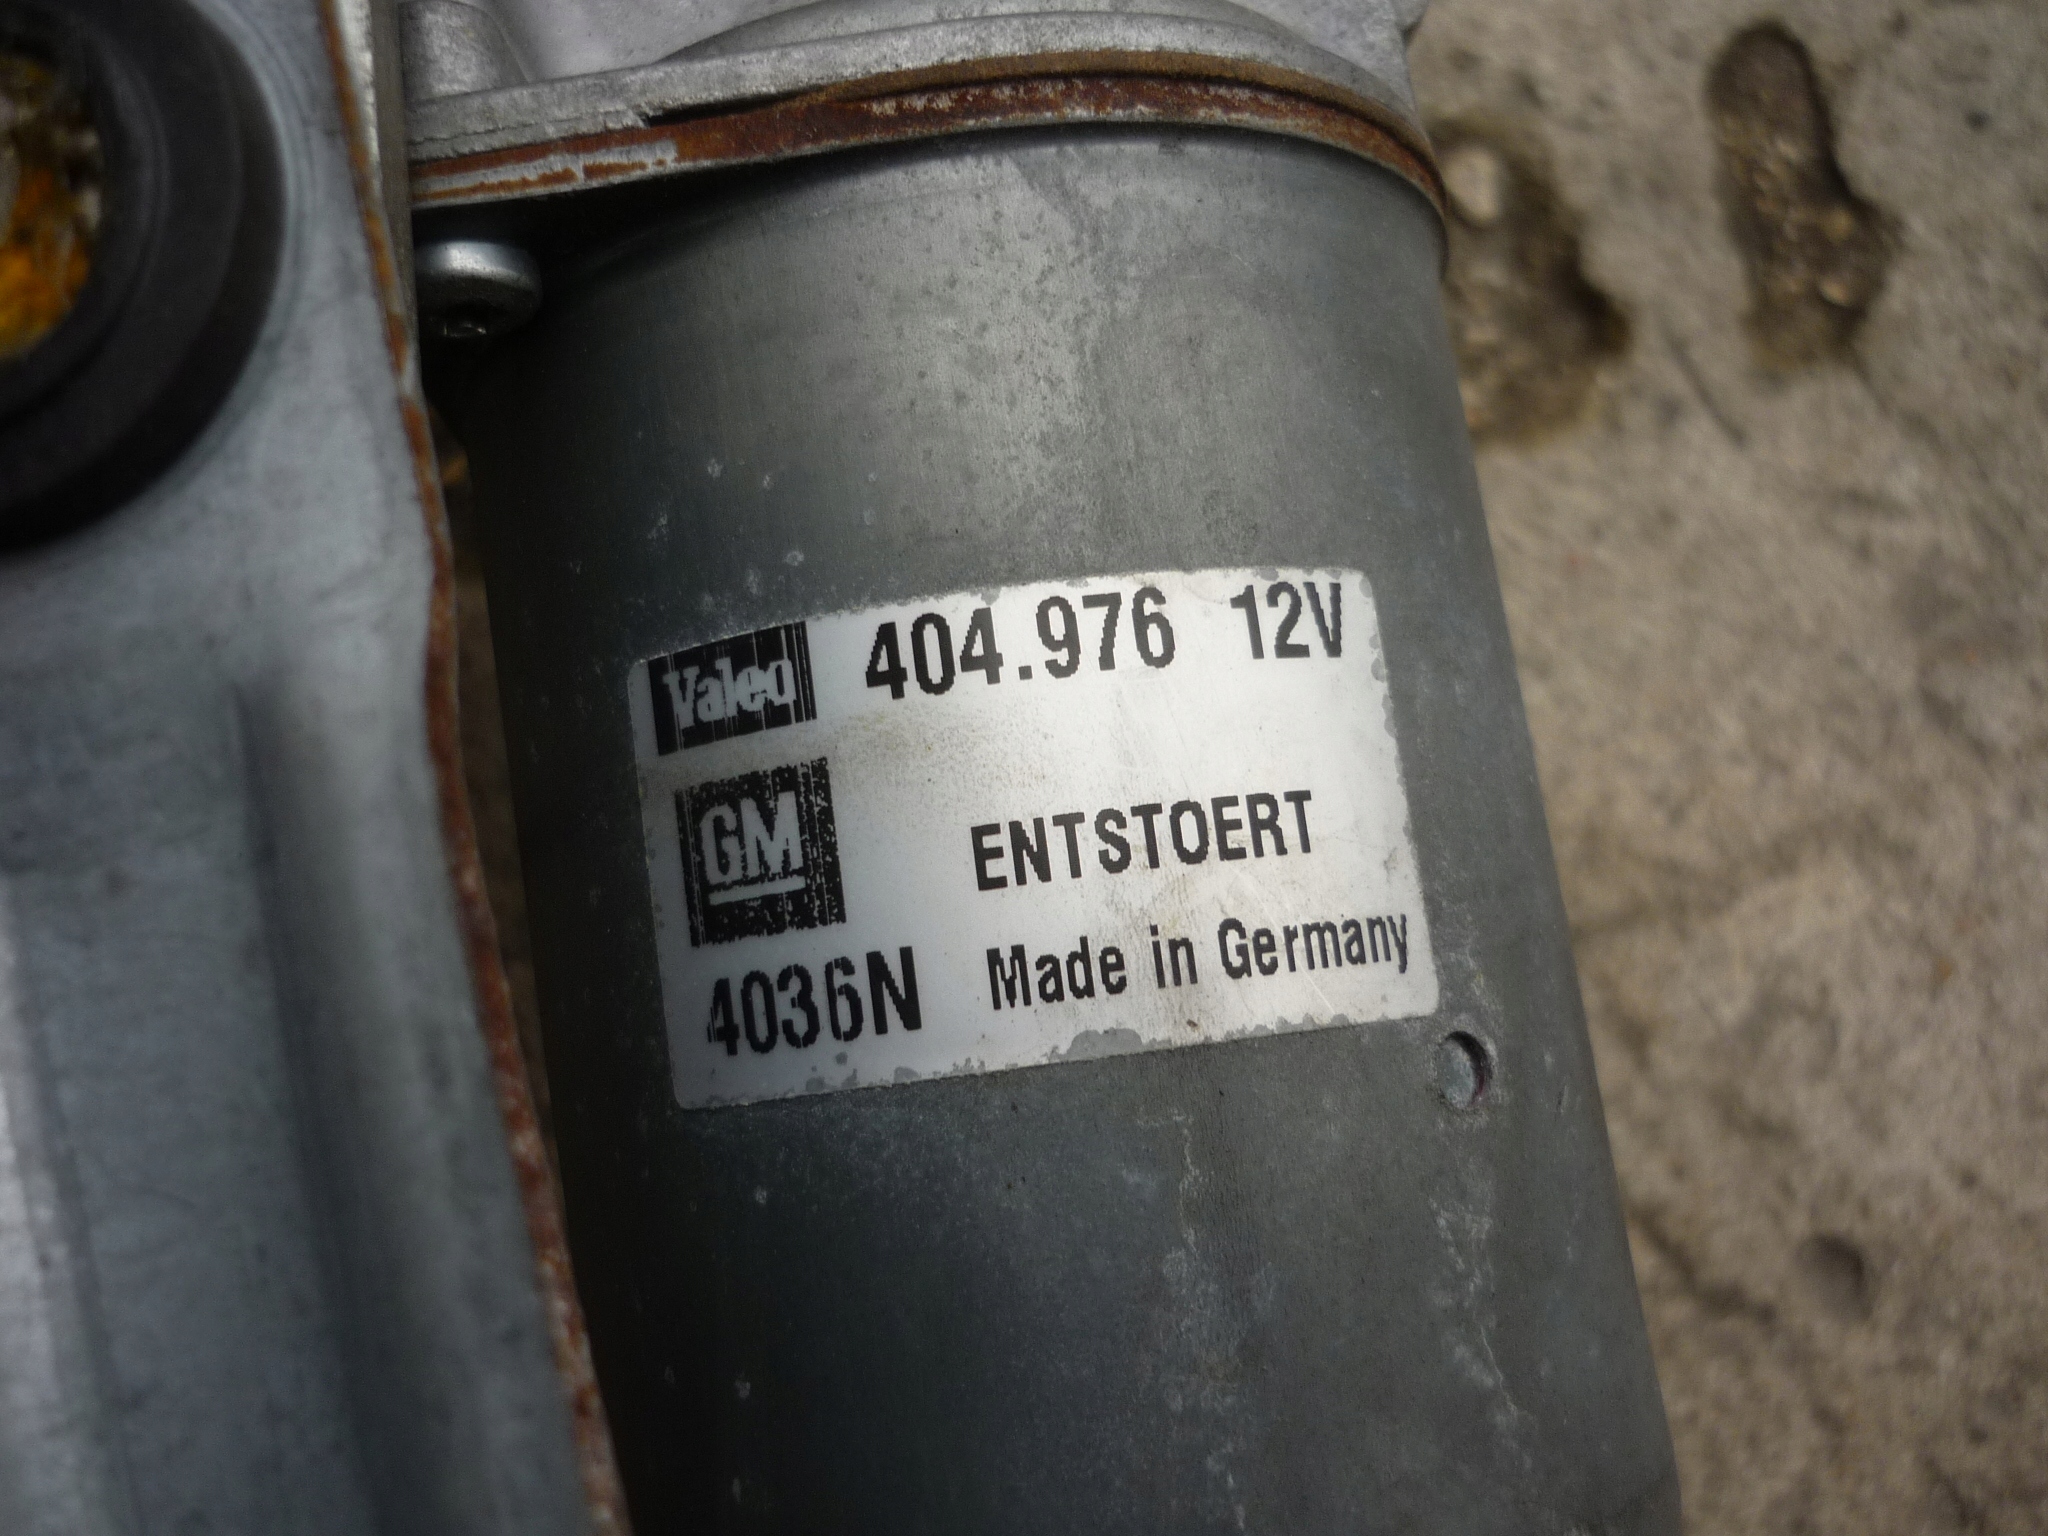 Valeo 404.976 12V
GM ENTSTOERT
4036N Made in Germany